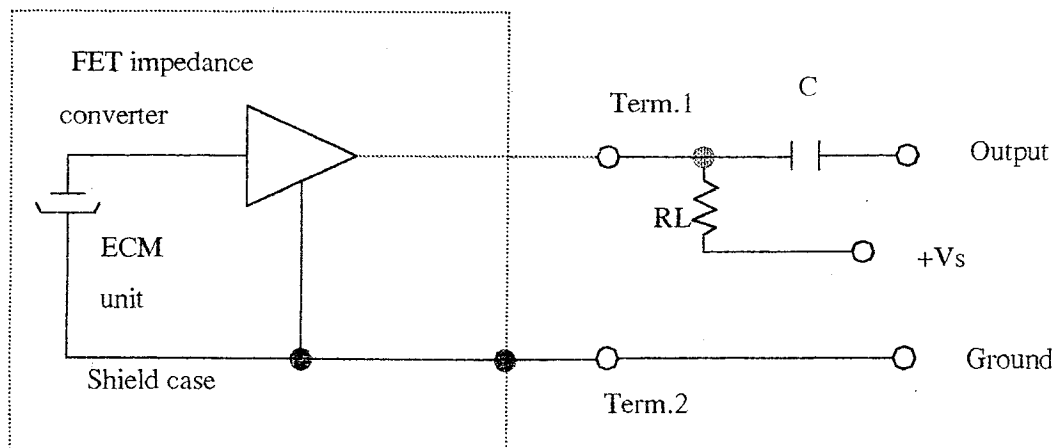 FET impedance
converter
Term.1
C
Output
RL
+Vs
ECM
unit
Shield case
Term.2
Ground